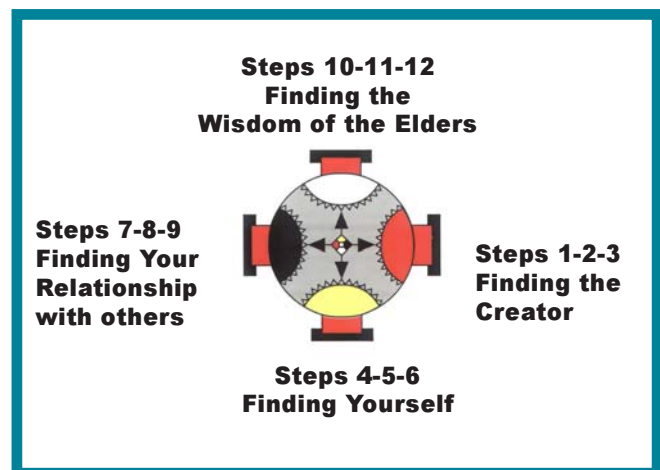 Steps 10-11-12
Finding the
Wisdom of the Elders
Steps 7-8-9
Finding Your
Relationship
with others
Steps 1-2-3
Finding the
Creator
Steps 4-5-6
Finding Yourself